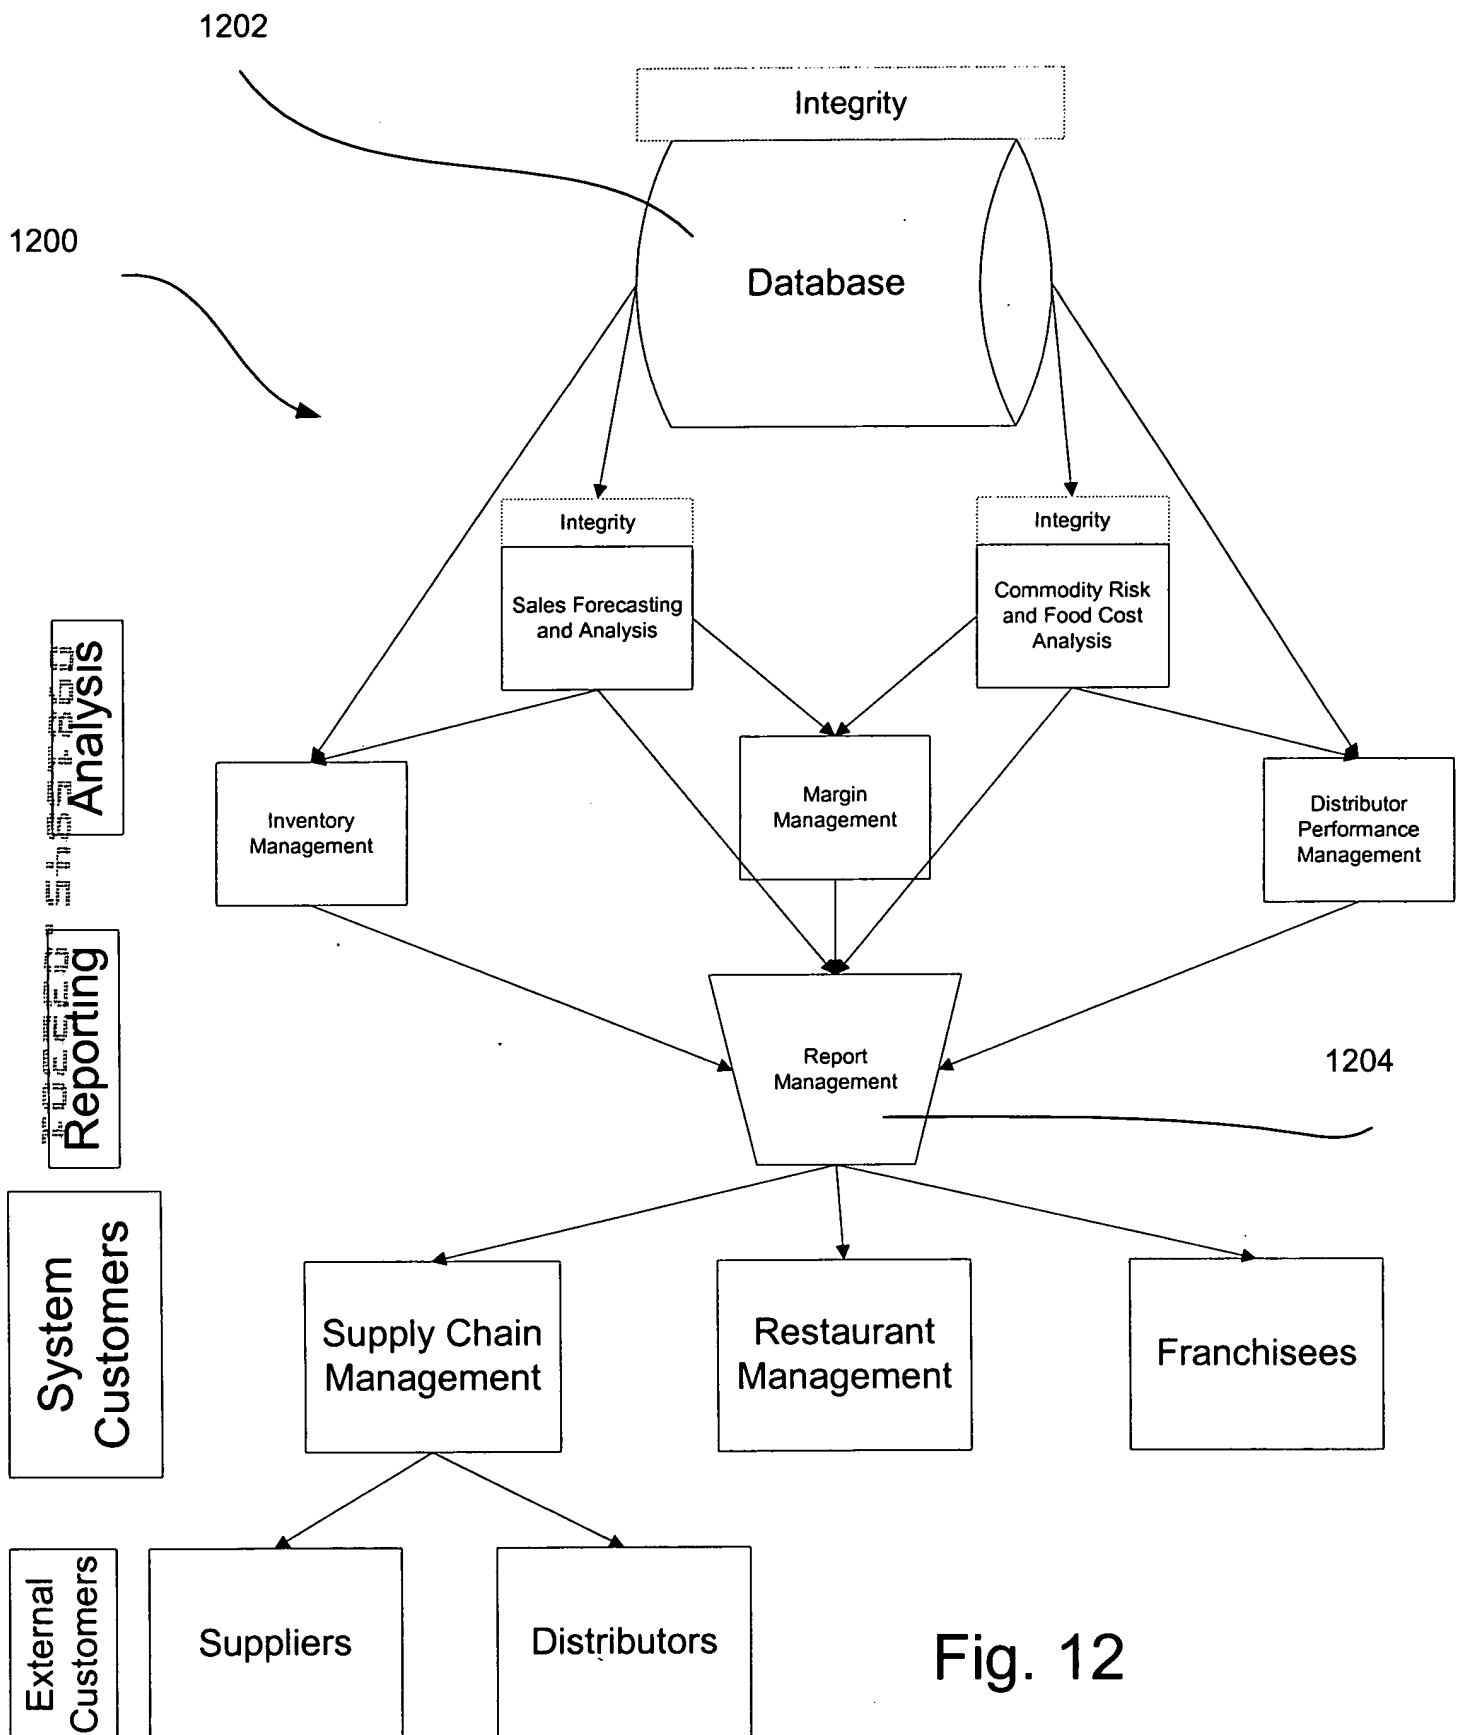 1202
Integrity
1200
Database
Integrity
Integrity
Sales Forecasting
and Analysis
Commodity Risk
and Food Cost
Analysis
Analysis
Inventory
Management
Margin
Management
Distributor
Performance
Management
Reporting
Report
Management
1204
System
Customers
Supply Chain
Management
Restaurant
Management
Franchisees
External
Customers
Suppliers
Distributors
Fig. 12